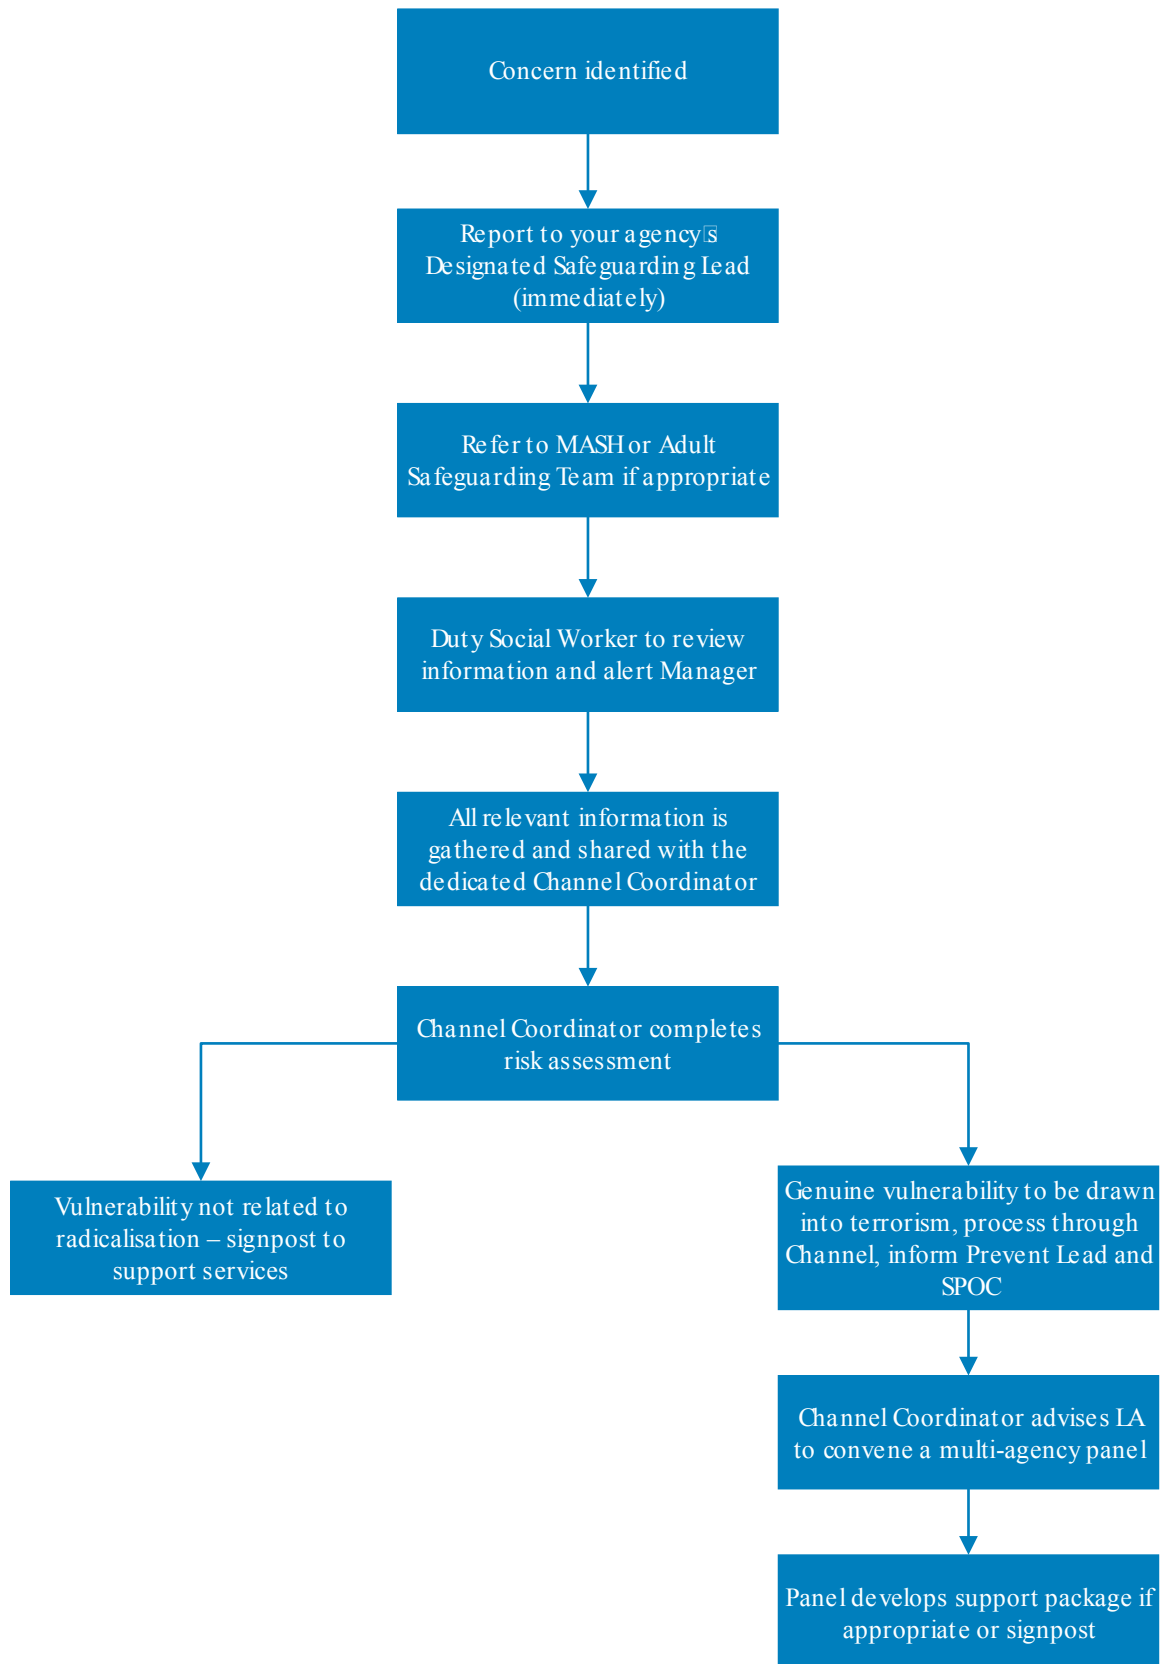 Concern identified
Report to your agency's
Designated Safeguarding Lead
(immediately)
Refer to MASH or Adult
Safeguarding Team if appropriate
Duty Social Worker to review
information and alert Manager
All relevant information is
gathered and shared with the
dedicated Channel Coordinator
Channel Coordinator completes
risk assessment
Vulnerability not related to
radicalisation – signpost to
support services
Genuine vulnerability to be drawn
into terrorism, process through
Channel, inform Prevent Lead and
SPOC
Channel Coordinator advises LA
to convene a multi-agency panel
Panel develops support package if
appropriate or signpost